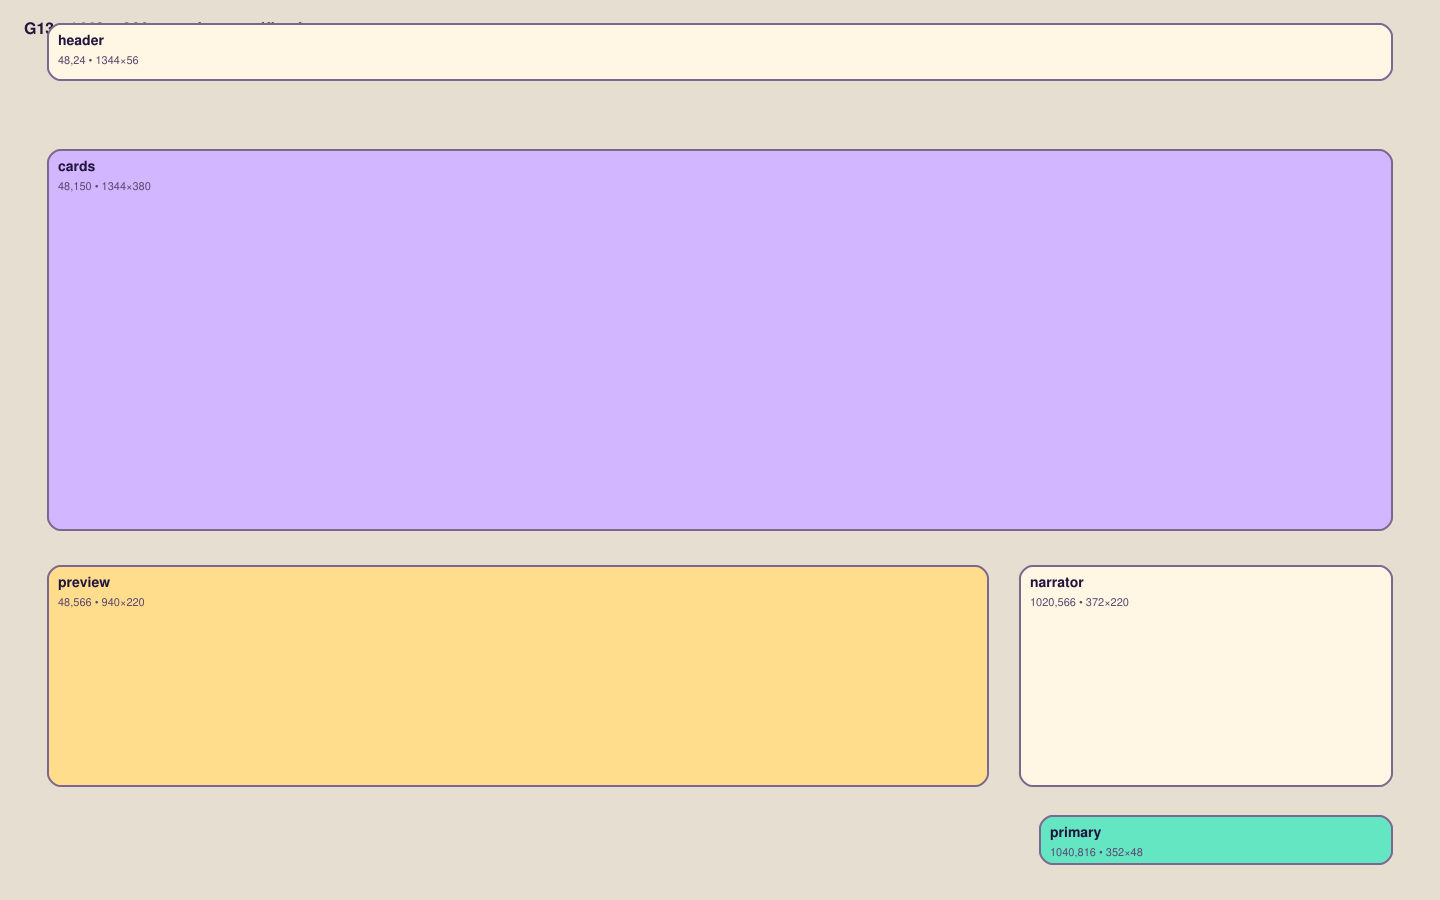 G13
header
48,24 • 1344×56
cards
48,150 • 1344×380
preview
48,566 • 940×220
narrator
1020,566 • 372×220
primary
1040,816 • 352×48